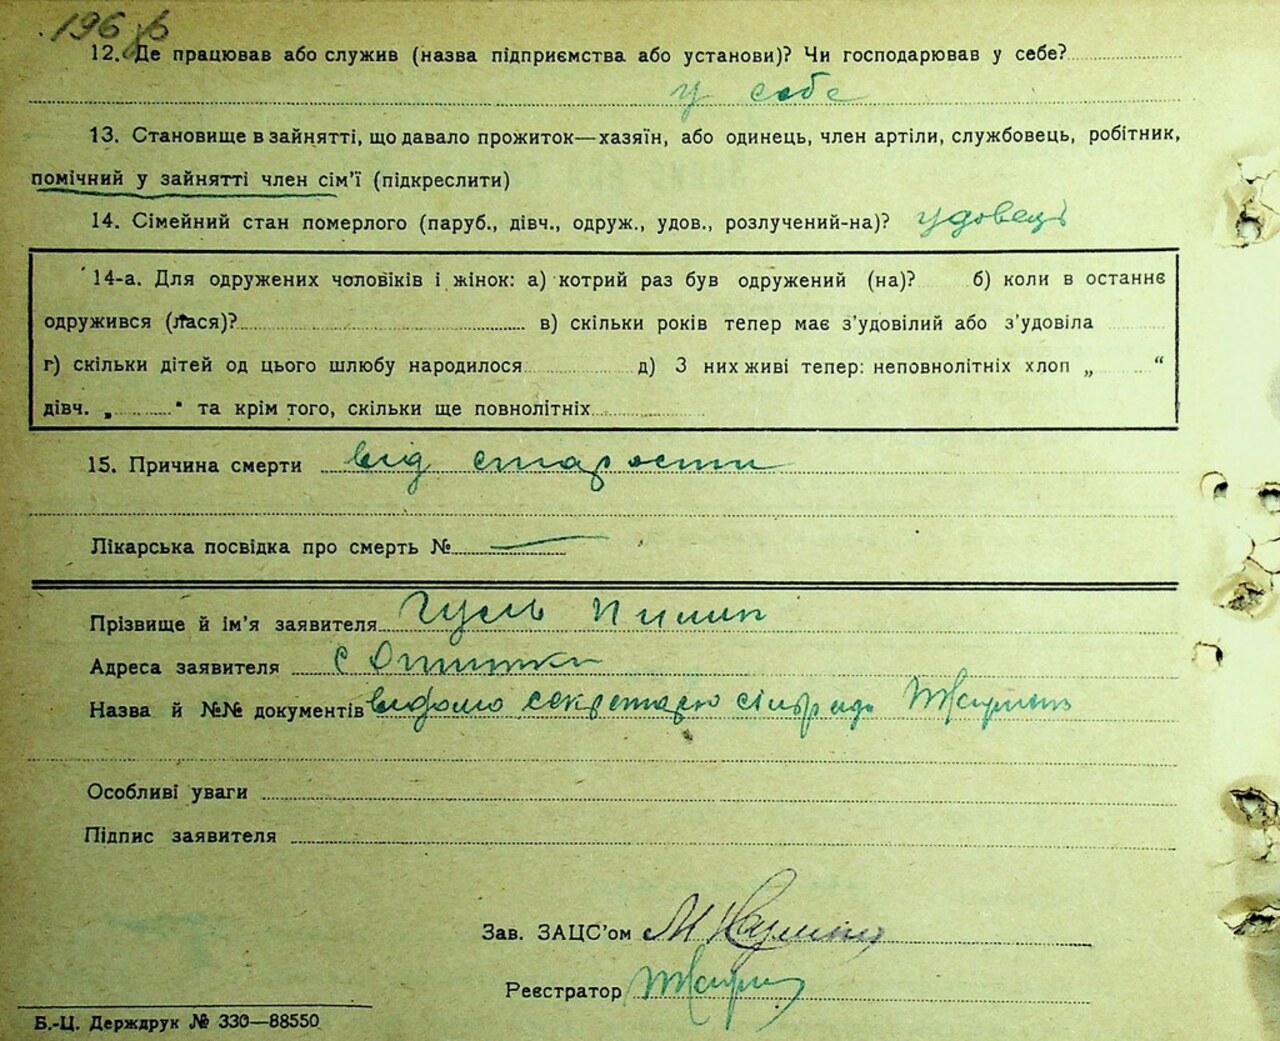 196
12. Де працював або служив (назва підприємства або установи)? Чи господарював у себе?
у себе
13. Становище в зайнятті, що давало прожиток—хазяїн, або одинець, член артіли, службовець, робітник,
помічний у зайнятті член сім'ї (підкреслити)
14. Сімейний стан померлого (паруб., дівч., одруж., удов., розлучений-на)? удовець
14-а. Для одружених чоловіків і жінок: а) котрий раз був одружений (на)? б) коли в останнє
одружився (лася)? в) скільки років тепер має з'удовілий або з'удовіла
г) скільки дітей од цього шлюбу народилося д) З них живі тепер: неповнолітніх хлоп „ “
дівч. „ “ та крім того, скільки ще повнолітніх
15. Причина смерти від старости
Лікарська посвідка про смерть № —
Прізвище й ім'я заявителя Гусль Пилип
Адреса заявителя с
Назва й №№ документів відомо секретарю сільради
Особливі уваги
Підпис заявителя
Зав. ЗАЦС'ом
Реєстратор
Б.-Ц. Держдрук № 330—88550